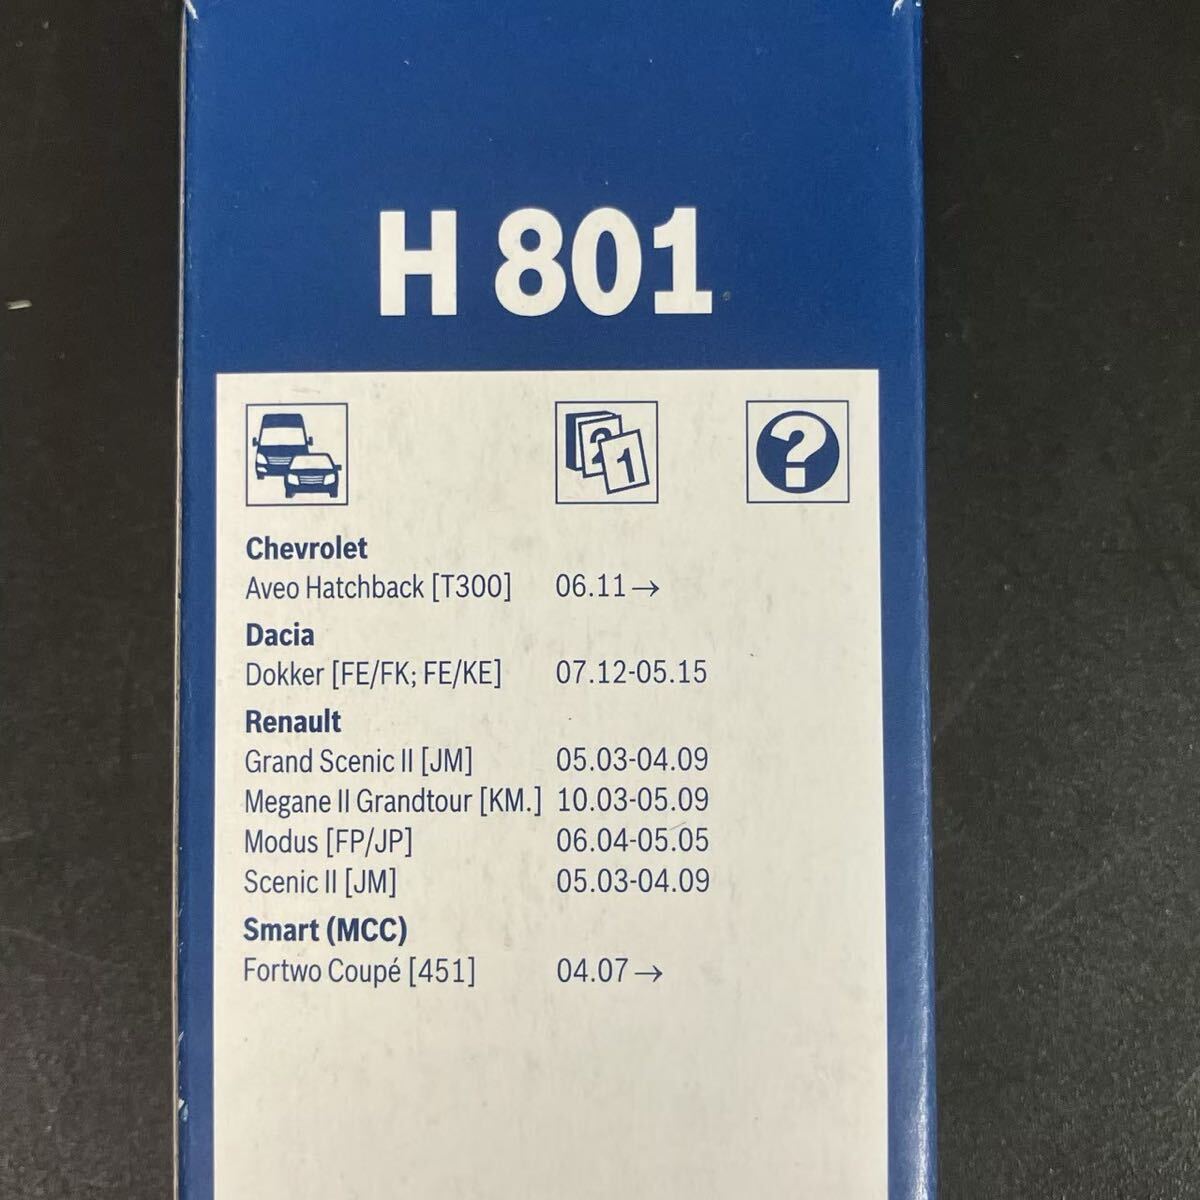 H 801
2 1
?
Chevrolet
Aveo Hatchback [T300] 06.11→
Dacia
Dokker [FE/FK; FE/KE] 07.12-05.15
Renault
Grand Scenic II [JM] 05.03-04.09
Megane II Grandtour [KM.] 10.03-05.09
Modus [FP/JP] 06.04-05.05
Scenic II [JM] 05.03-04.09
Smart (MCC)
Fortwo Coupé [451] 04.07→